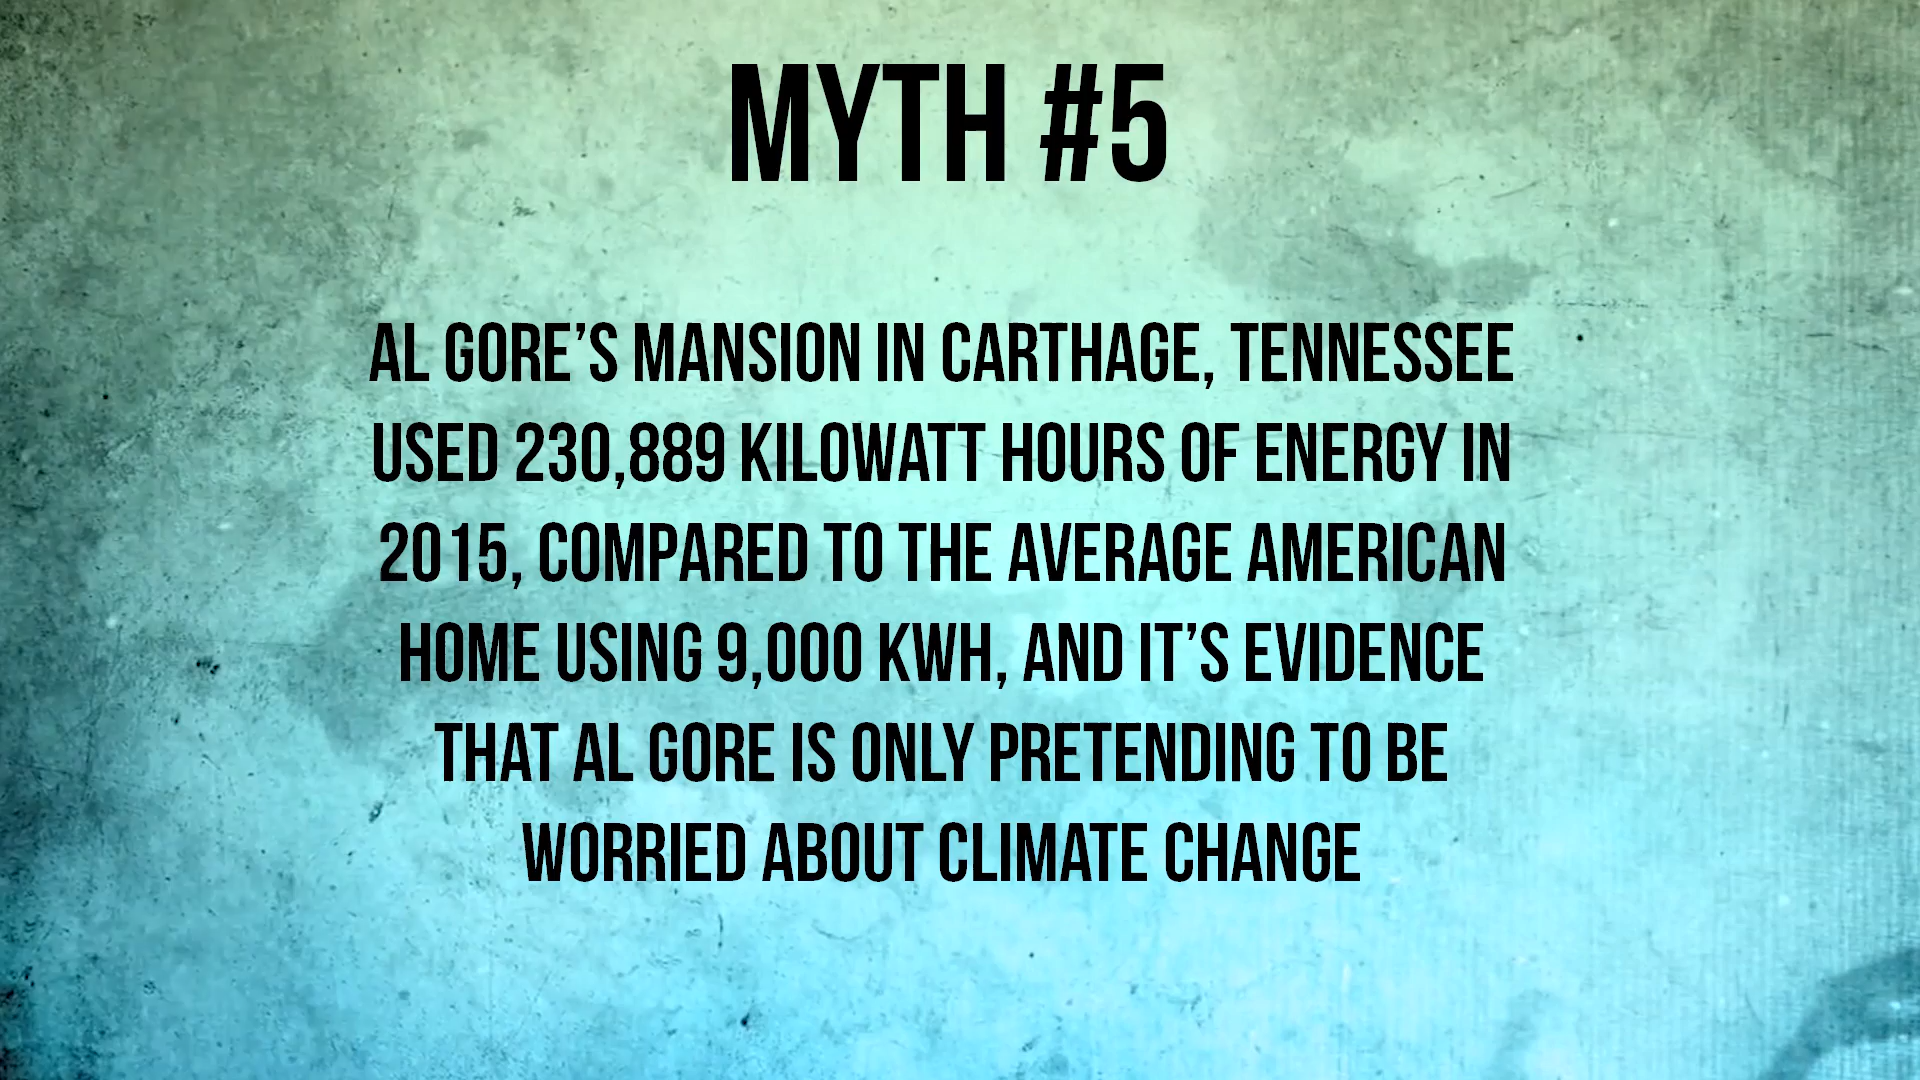 MYTH #5
AL GORE’S MANSION IN CARTHAGE, TENNESSEE
USED 230,889 KILOWATT HOURS OF ENERGY IN
2015, COMPARED TO THE AVERAGE AMERICAN
HOME USING 9,000 KWH, AND IT’S EVIDENCE
THAT AL GORE IS ONLY PRETENDING TO BE
WORRIED ABOUT CLIMATE CHANGE